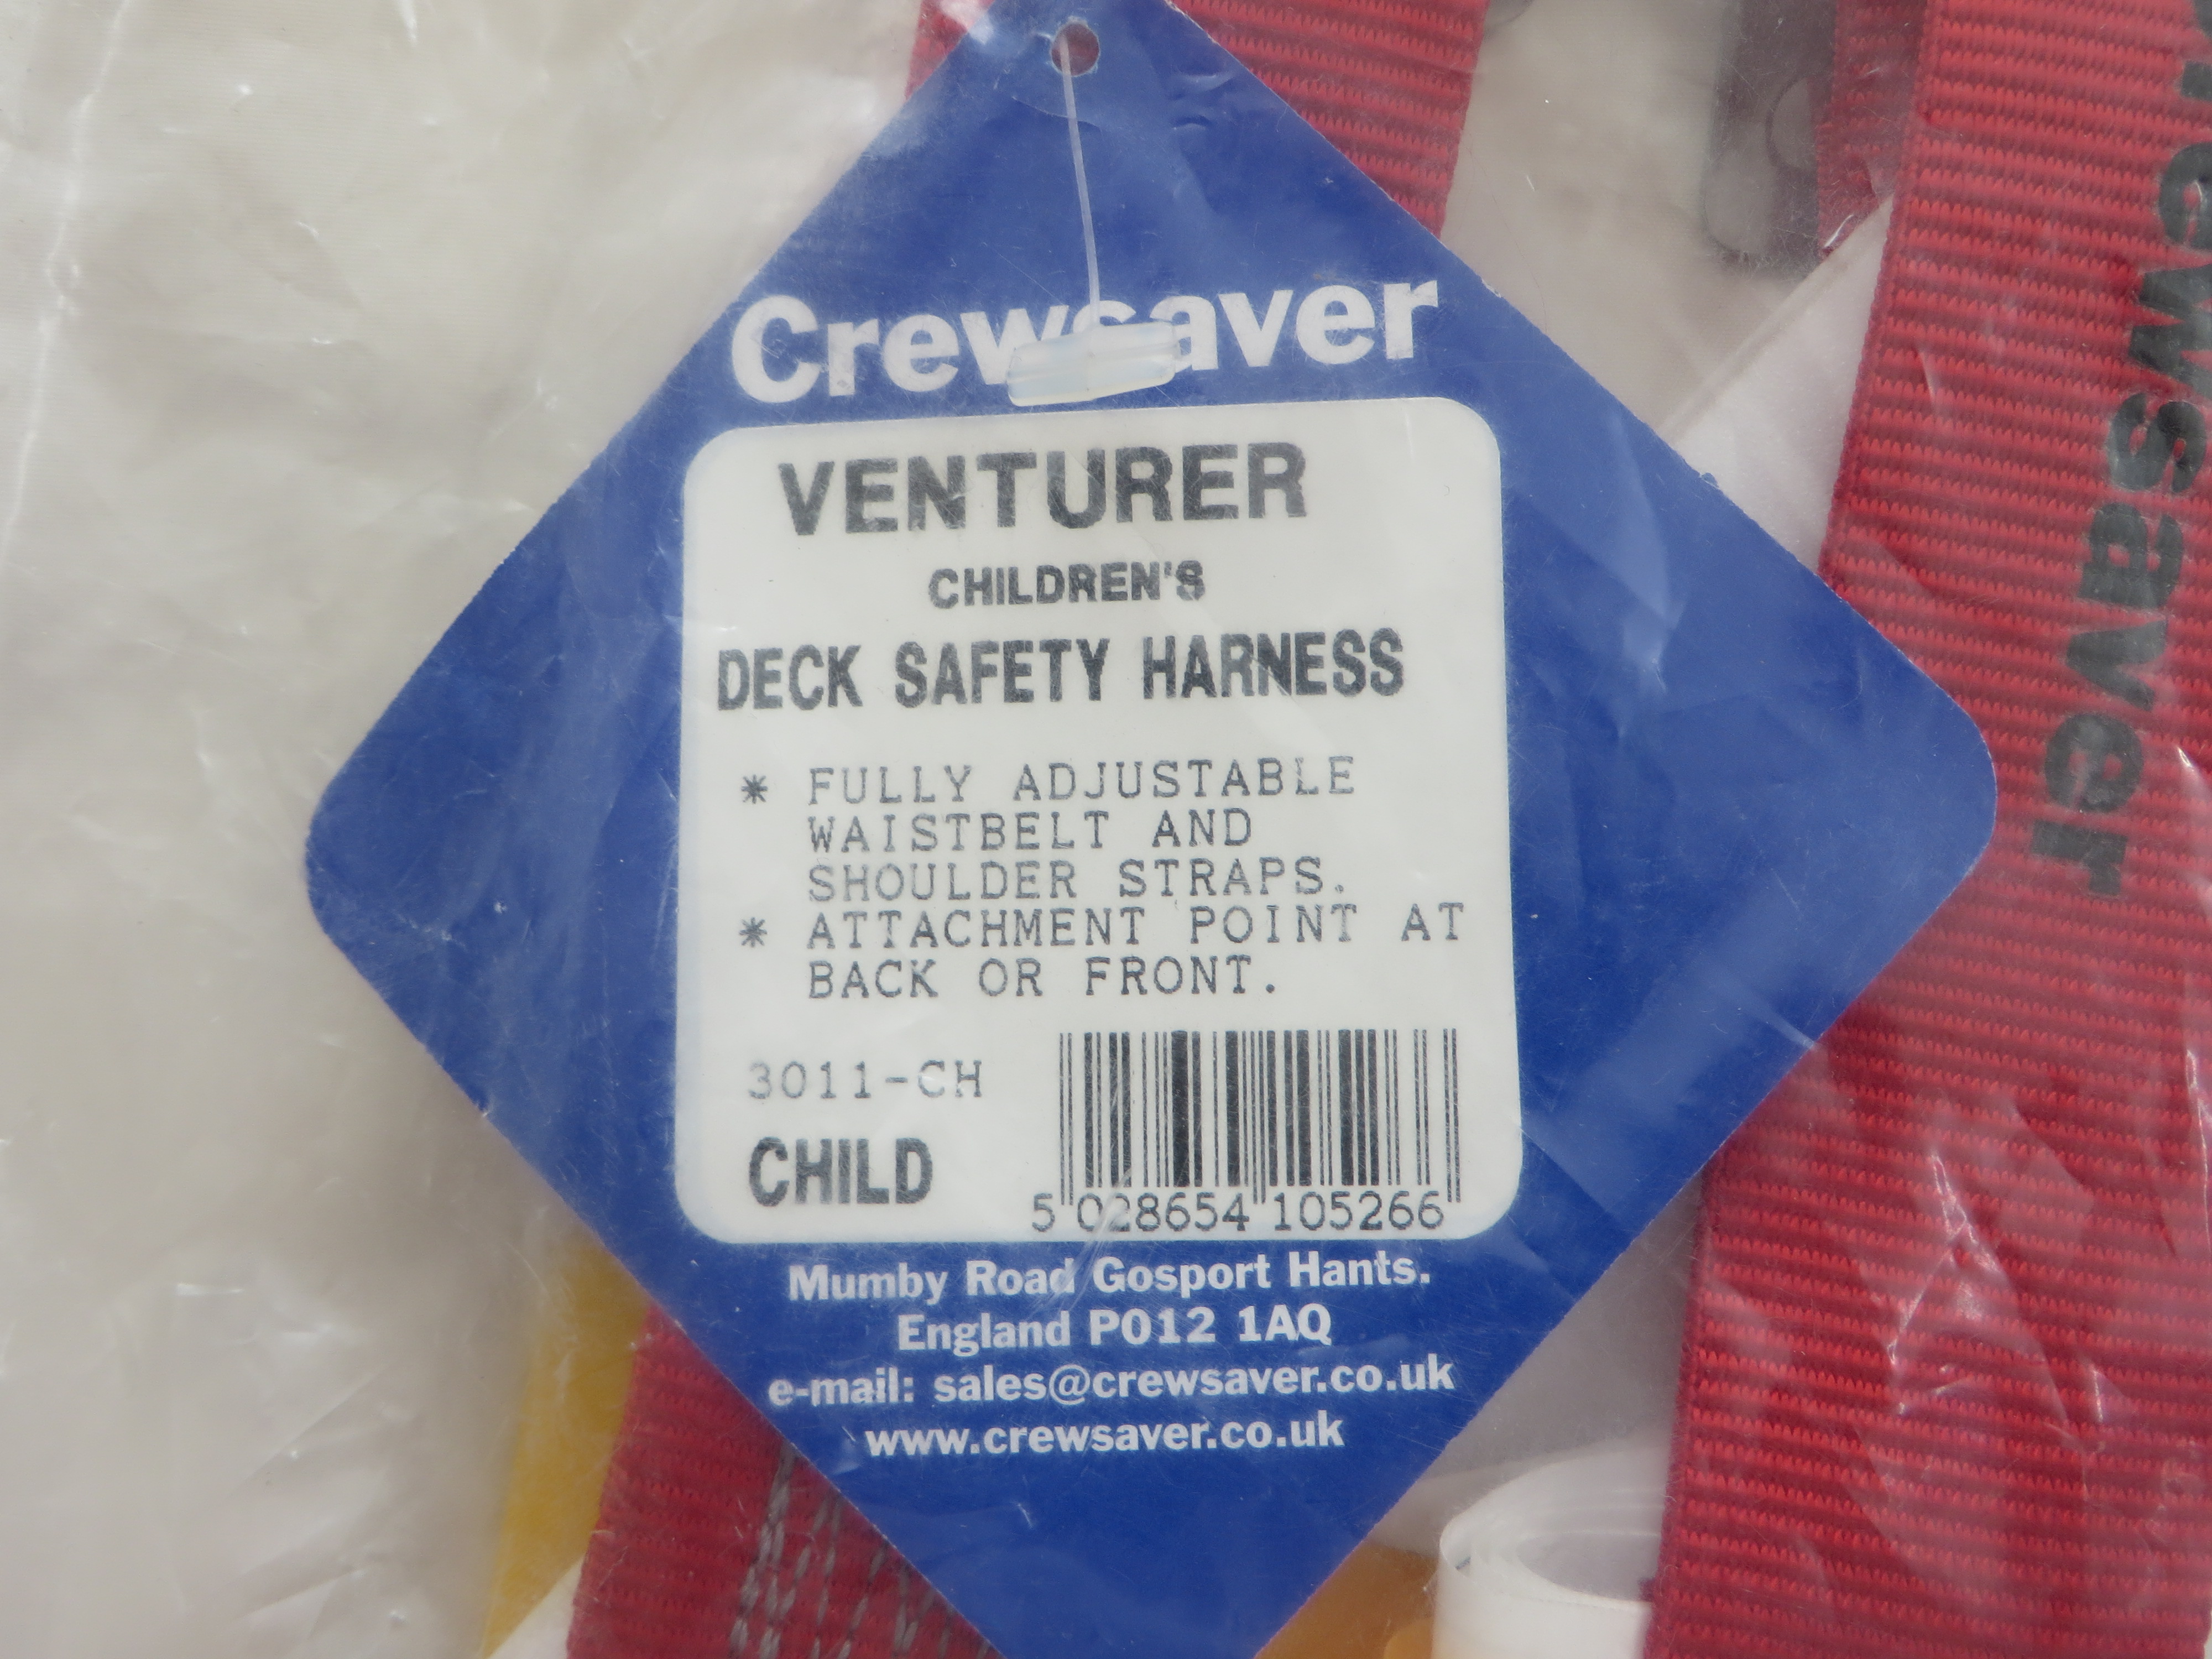 Crewsaver
VENTURER
CHILDREN'S
DECK SAFETY HARNESS
* FULLY ADJUSTABLE
WAISTBELT AND
SHOULDER STRAPS.
* ATTACHMENT POINT AT
BACK OR FRONT.
3011-CH
CHILD
5 028654 105266
Mumby Road Gosport Hants.
England PO12 1AQ
e-mail: sales@crewsaver.co.uk
www.crewsaver.co.uk
Crewsaver